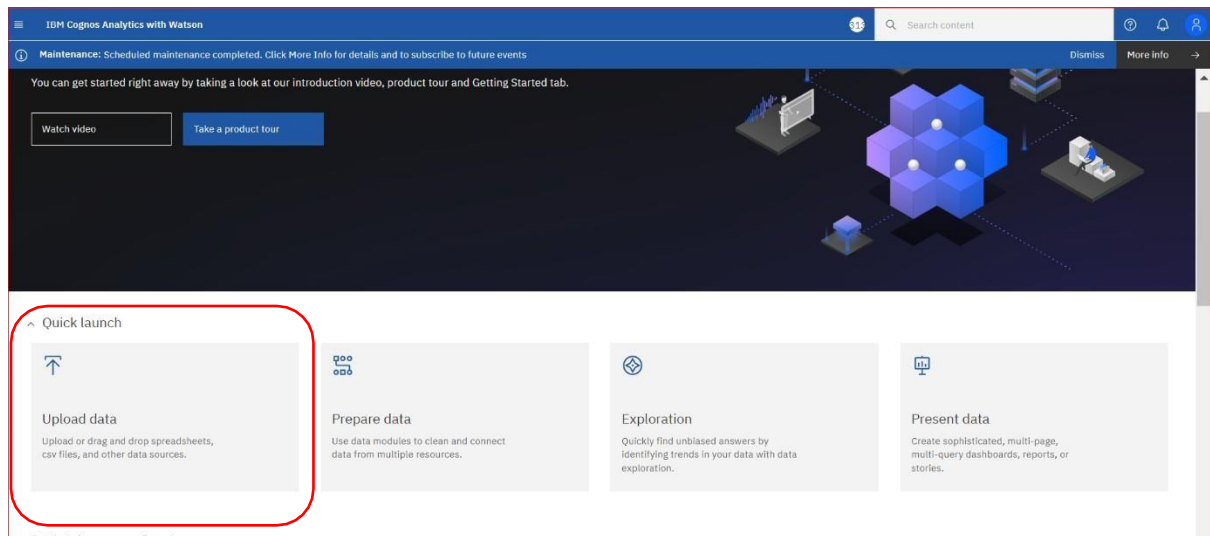 IBM Cognos Analytics with Watson
Search content
Maintenance: Scheduled maintenance completed. Click More Info for details and to subscribe to future events
Dismiss
More info
You can get started right away by taking a look at our introduction video, product tour and Getting Started tab.
Watch video
Take a product tour
Quick launch
Upload data
Upload or drag and drop spreadsheets,
csv files, and other data sources.
Prepare data
Use data modules to clean and connect
data from multiple resources.
Exploration
Quickly find unbiased answers by
identifying trends in your data with data
exploration.
Present data
Create sophisticated, multi-page,
multi-query dashboards, reports, or
stories.